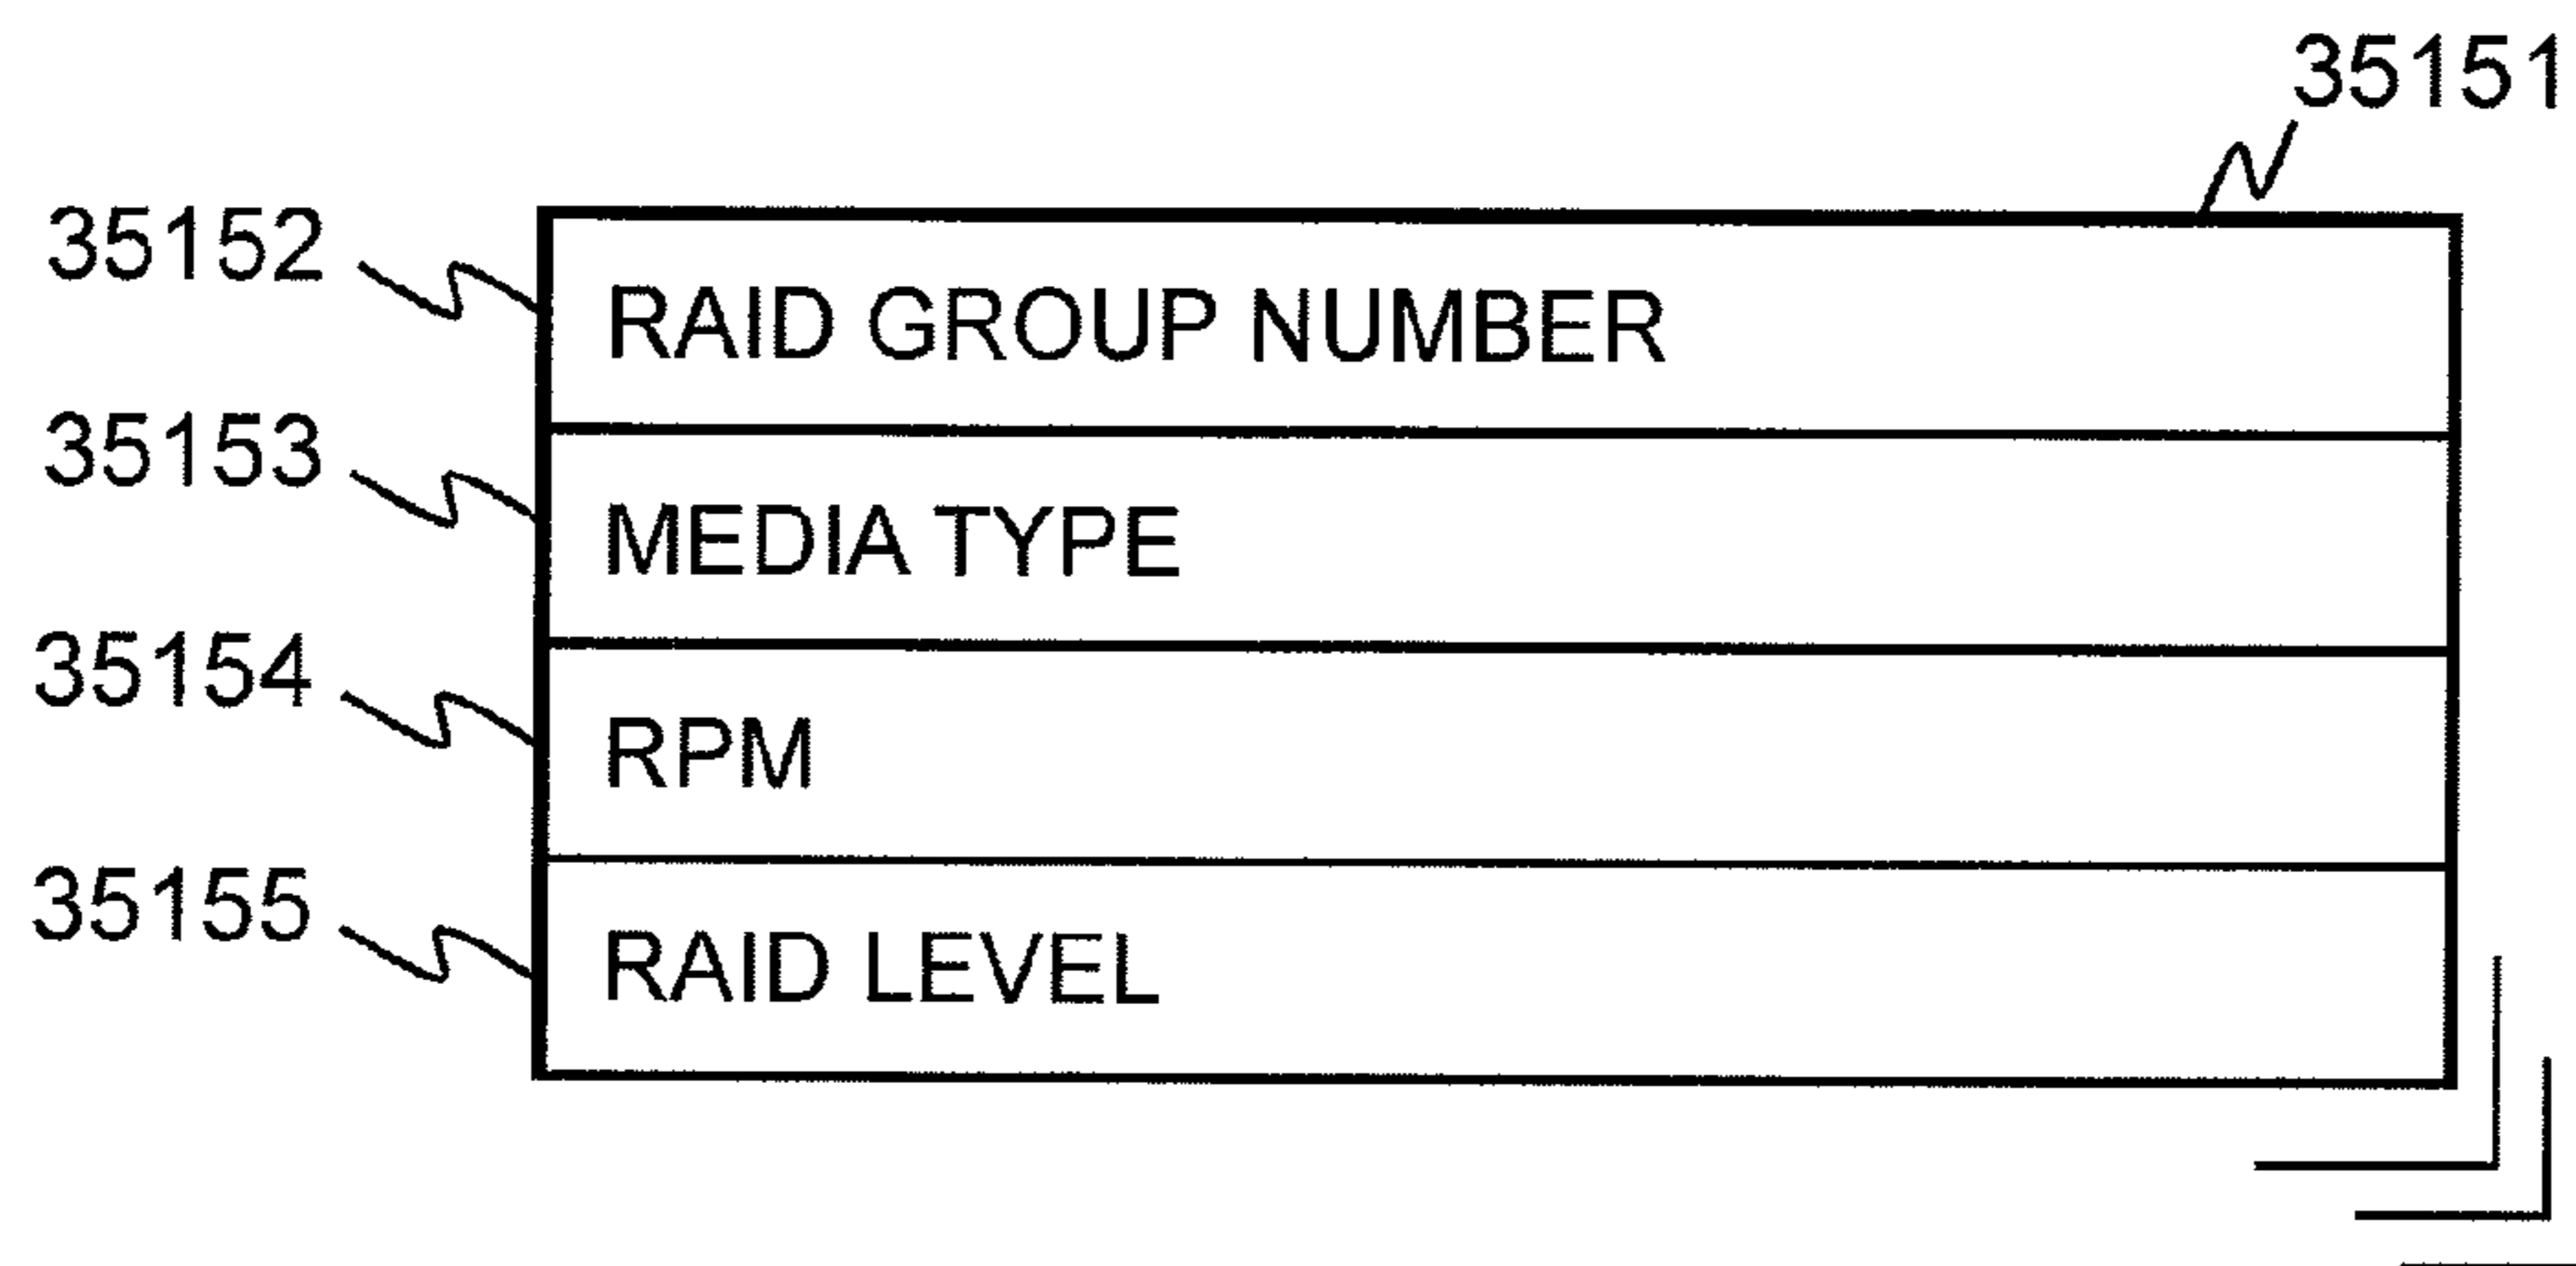 35151
35152
RAID GROUP NUMBER
35153
MEDIA TYPE
35154
RPM
35155
RAID LEVEL